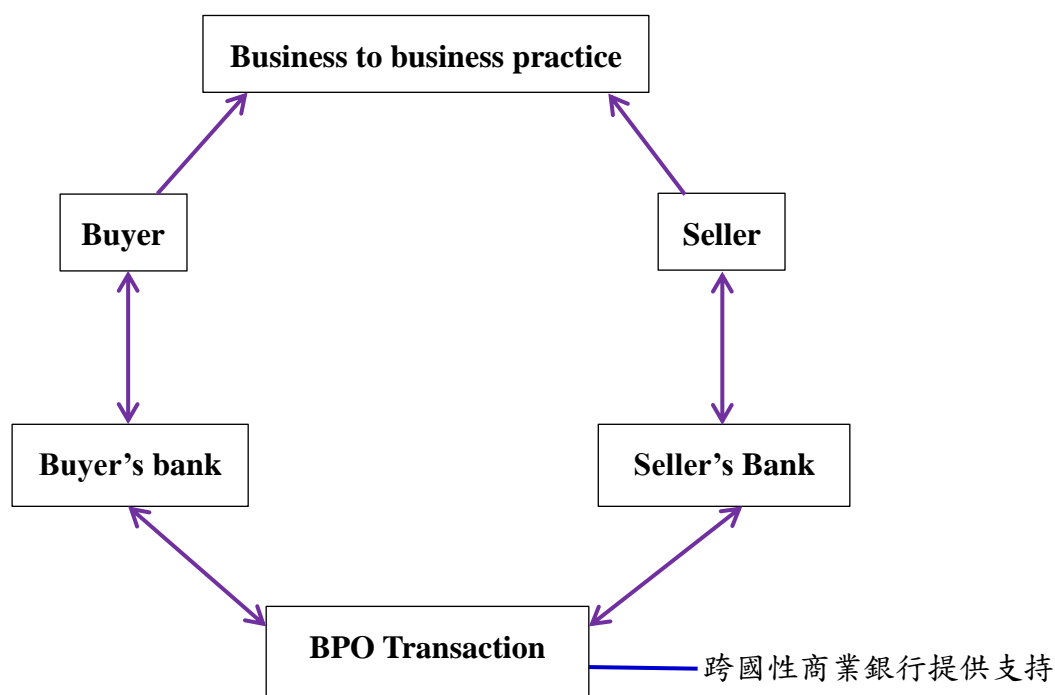 Business to business practice
Buyer
Seller
Buyer’s bank
Seller’s Bank
BPO Transaction
跨國性商業銀行提供支持